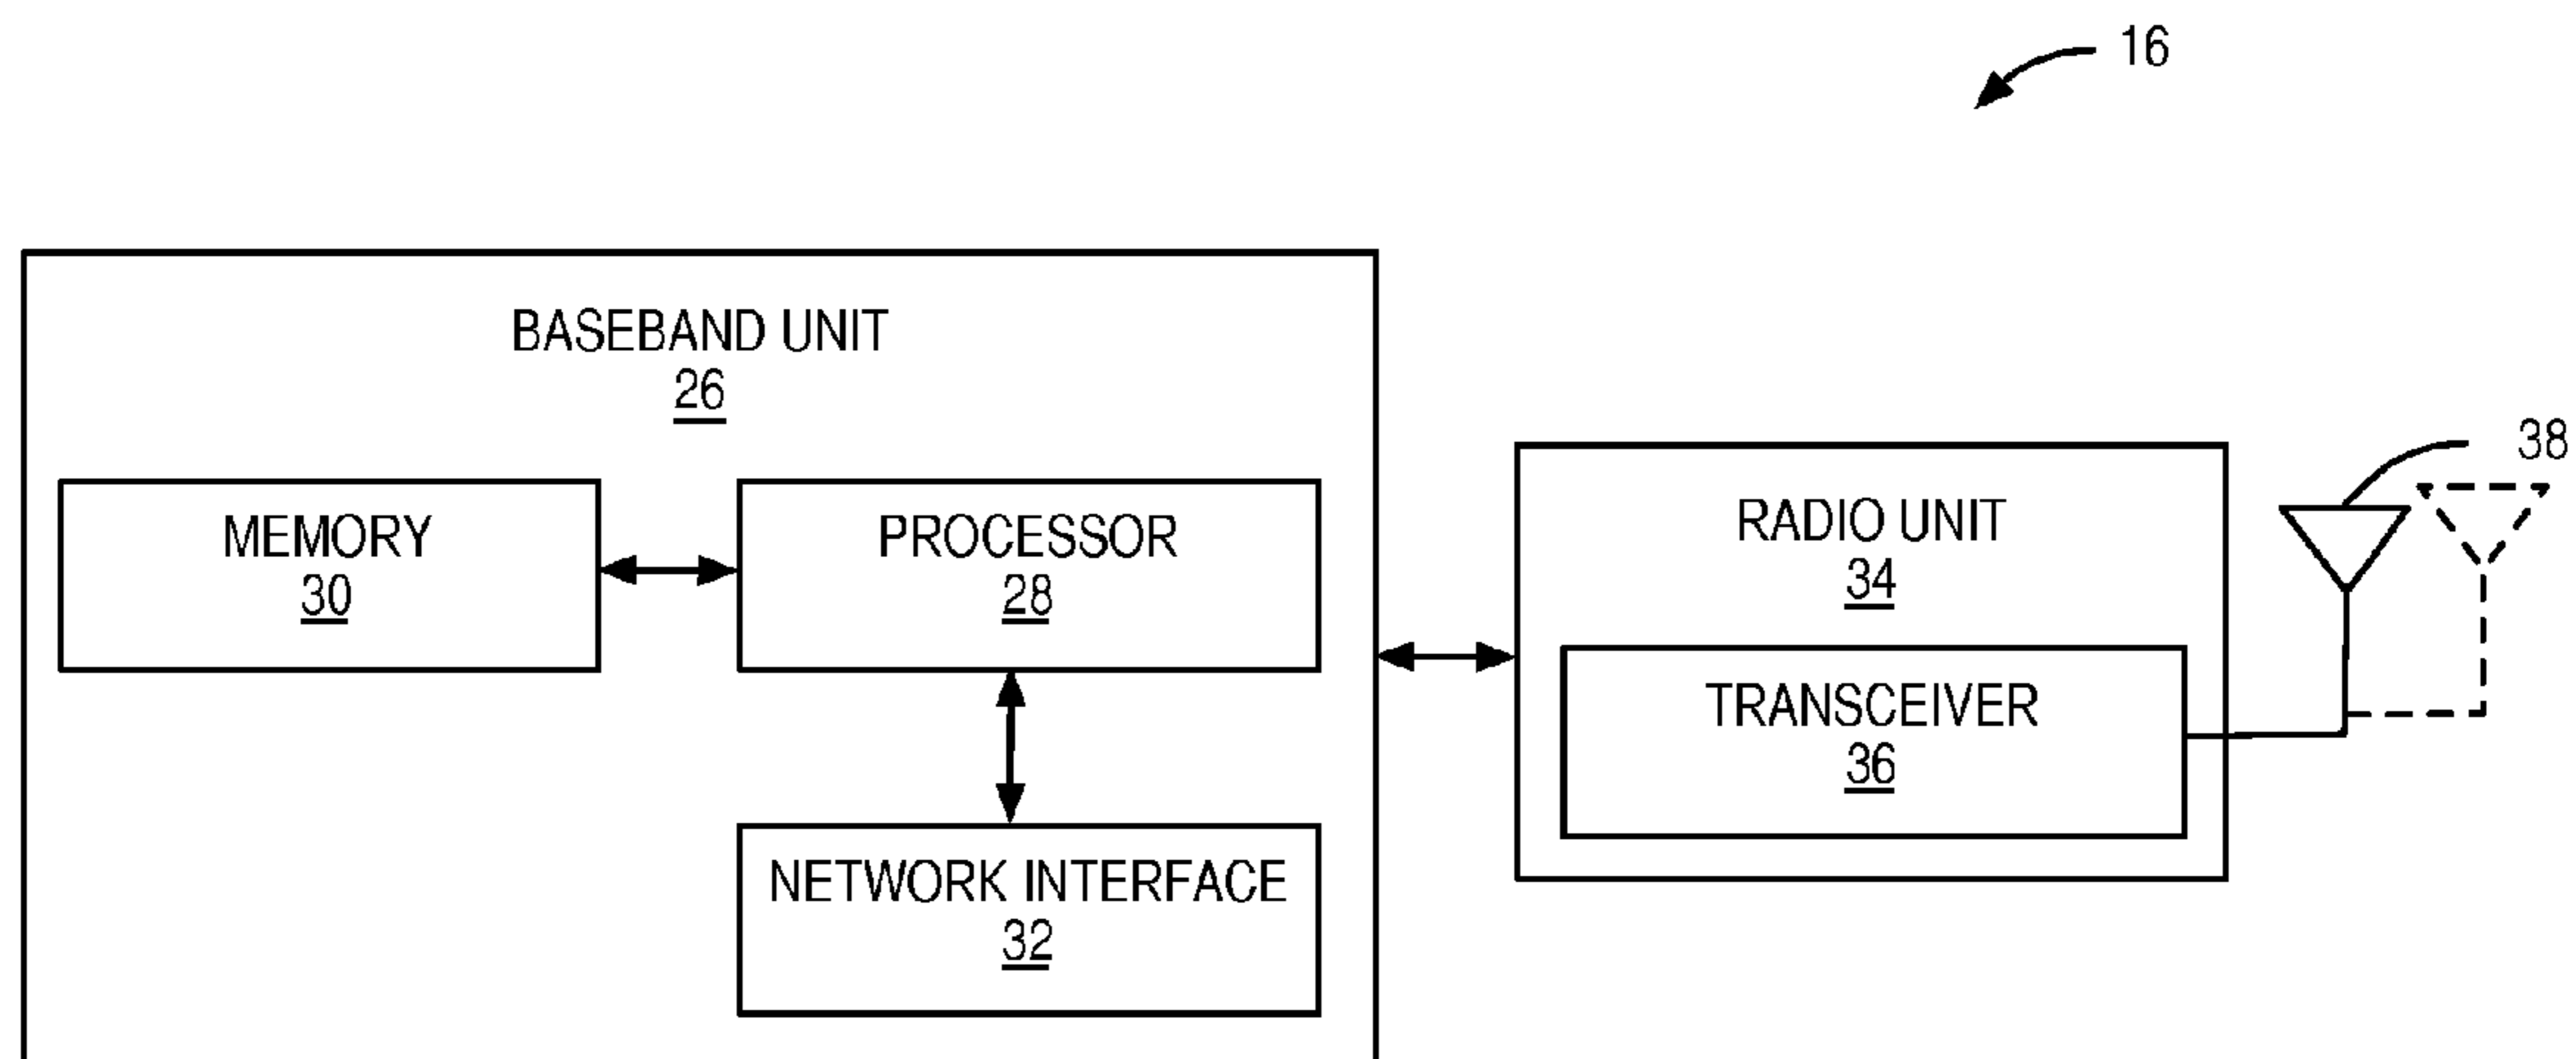 16
BASEBAND UNIT
26
38
MEMORY
30
PROCESSOR
28
RADIO UNIT
34
TRANSCEIVER
36
NETWORK INTERFACE
32